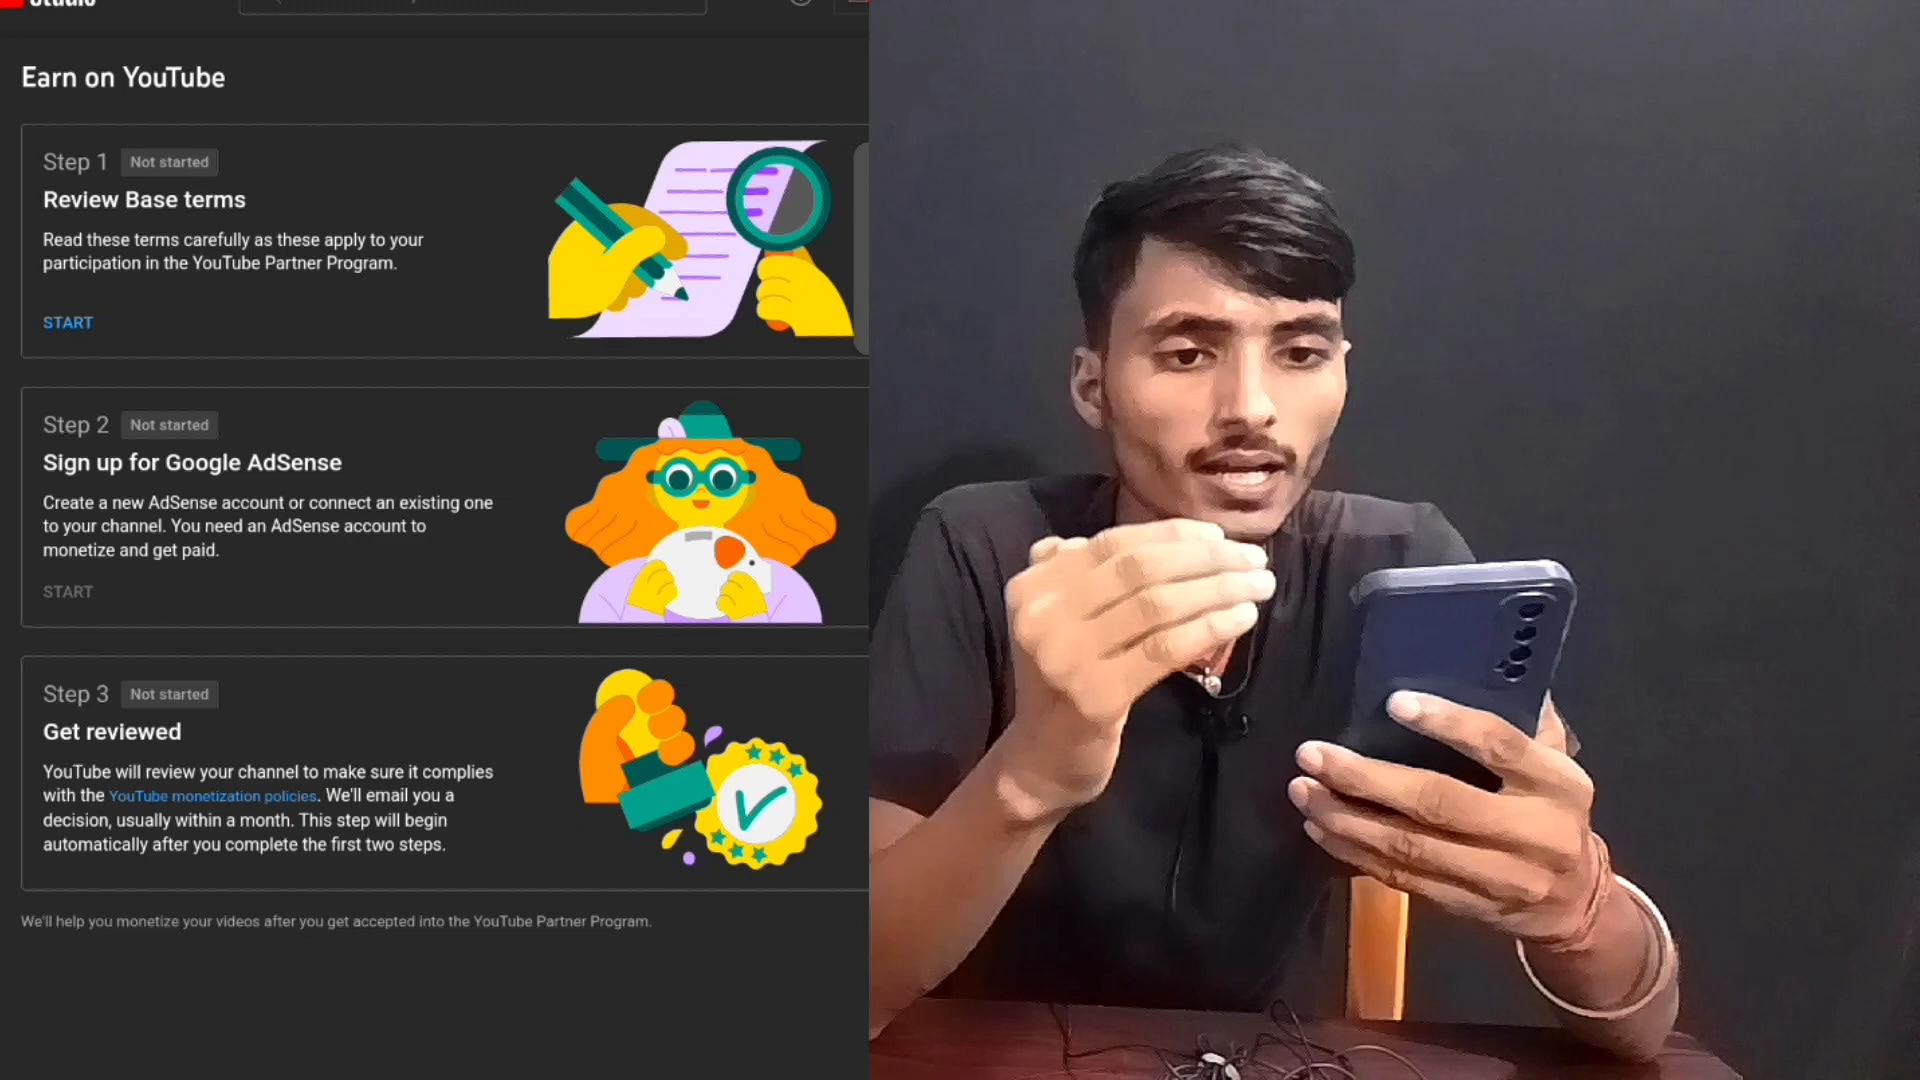 Studio
Earn on YouTube
Step 1 Not started
Review Base terms
Read these terms carefully as these apply to your
participation in the YouTube Partner Program.
START
Step 2 Not started
Sign up for Google AdSense
Create a new AdSense account or connect an existing one
to your channel. You need an AdSense account to
monetize and get paid.
START
Step 3 Not started
Get reviewed
YouTube will review your channel to make sure it complies
with the YouTube monetization policies. We'll email you a
decision, usually within a month. This step will begin
automatically after you complete the first two steps.
We'll help you monetize your videos after you get accepted into the YouTube Partner Program.